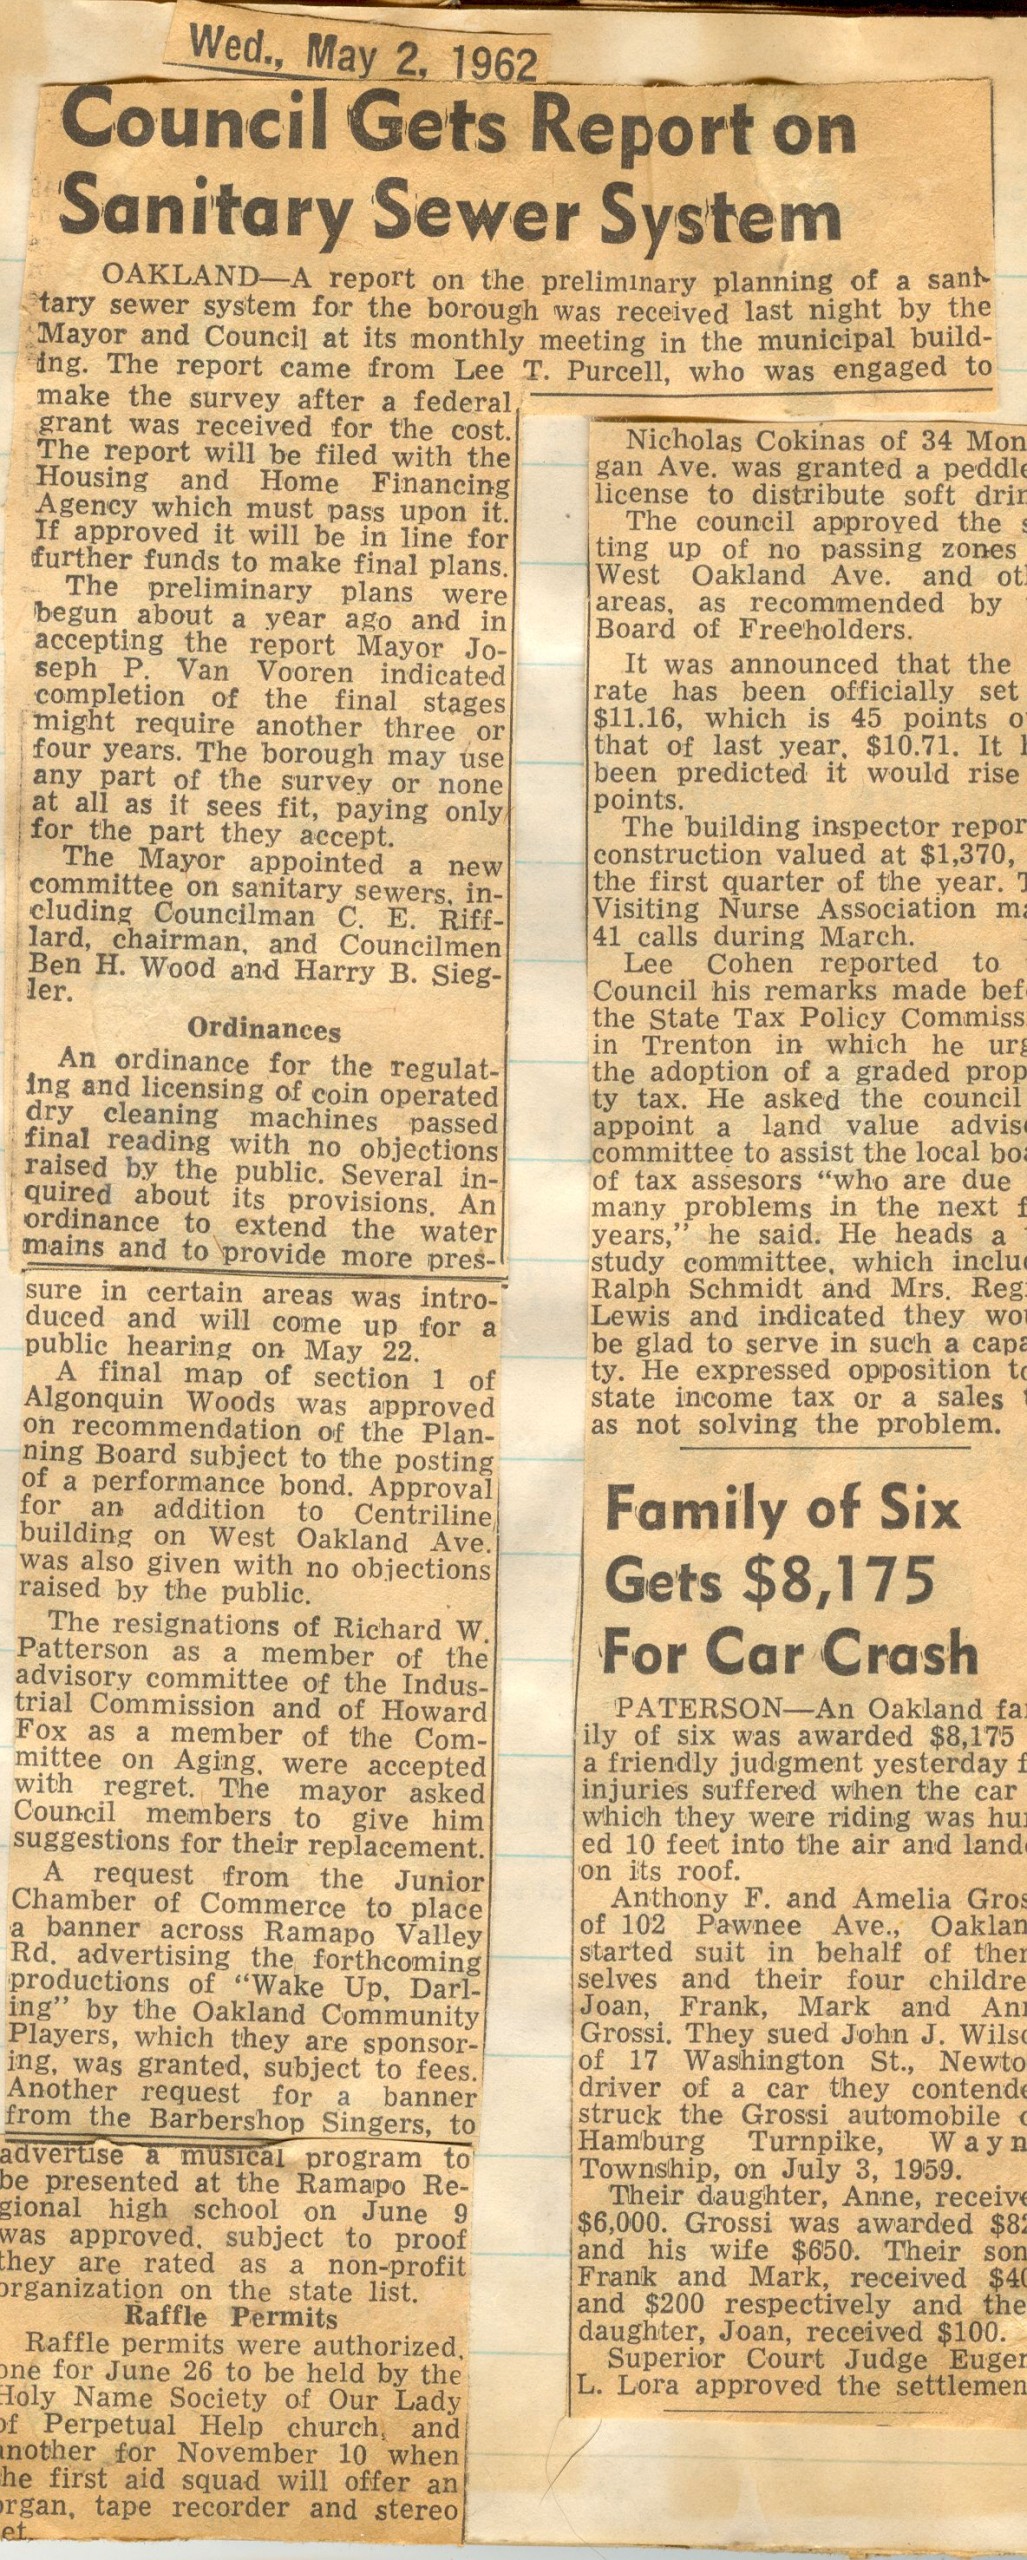 Wed., May 2, 1962
Council Gets Report on
Sanitary Sewer System
OAKLAND—A report on the preliminary planning of a sani-
tary sewer system for the borough was received last night by the
Mayor and Council at its monthly meeting in the municipal build-
ing. The report came from Lee T. Purcell, who was engaged to
make the survey after a federal
grant was received for the cost.
The report will be filed with the
Housing and Home Financing
Agency which must pass upon it.
If approved it will be in line for
further funds to make final plans.
The preliminary plans were
begun about a year ago and in
accepting the report Mayor Jo-
seph P. Van Vooren indicated
completion of the final stages
might require another three or
four years. The borough may use
any part of the survey or none
at all as it sees fit, paying only
for the part they accept.
The Mayor appointed a new
committee on sanitary sewers, in-
cluding Councilman C. E. Riff-
lard, chairman, and Councilmen
Ben H. Wood and Harry B. Sieg-
ler.
Ordinances
An ordinance for the regulat-
ing and licensing of coin operated
dry cleaning machines passed
final reading with no objections
raised by the public. Several in-
quired about its provisions. An
ordinance to extend the water
mains and to provide more pres-
sure in certain areas was intro-
duced and will come up for a
public hearing on May 22.
A final map of section 1 of
Algonquin Woods was approved
on recommendation of the Plan-
ning Board subject to the posting
of a performance bond. Approval
for an addition to Centriline
building on West Oakland Ave.
was also given with no objections
raised by the public.
The resignations of Richard W.
Patterson as a member of the
advisory committee of the Indus-
trial Commission and of Howard
Fox as a member of the Com-
mittee on Aging, were accepted
with regret. The mayor asked
Council members to give him
suggestions for their replacement.
A request from the Junior
Chamber of Commerce to place
a banner across Ramapo Valley
Rd. advertising the forthcoming
productions of "Wake Up, Darl-
ing" by the Oakland Community
Players, which they are sponsor-
ing, was granted, subject to fees.
Another request for a banner
from the Barbershop Singers, to
advertise a musical program to
be presented at the Ramapo Re-
gional high school on June 9
was approved, subject to proof
they are rated as a non-profit
organization on the state list.
Raffle Permits
Raffle permits were authorized,
one for June 26 to be held by the
Holy Name Society of Our Lady
of Perpetual Help church, and
another for November 10 when
the first aid squad will offer an
organ, tape recorder and stereo
et.
Nicholas Cokinas of 34 Mon
gan Ave. was granted a peddle
license to distribute soft drin
The council approved the s
ting up of no passing zones
West Oakland Ave. and oth
areas, as recommended by
Board of Freeholders.
It was announced that the
rate has been officially set
$11.16, which is 45 points o
that of last year, $10.71. It h
been predicted it would rise
points.
The building inspector repor
construction valued at $1,370,
the first quarter of the year. T
Visiting Nurse Association ma
41 calls during March.
Lee Cohen reported to
Council his remarks made befo
the State Tax Policy Commiss
in Trenton in which he urg
the adoption of a graded prop
ty tax. He asked the council
appoint a land value advis
committee to assist the local boa
of tax assesors "who are due
many problems in the next f
years," he said. He heads a
study committee, which includ
Ralph Schmidt and Mrs. Reg
Lewis and indicated they wou
be glad to serve in such a capa
ty. He expressed opposition to
state income tax or a sales t
as not solving the problem.
Family of Six
Gets $8,175
For Car Crash
PATERSON—An Oakland fa
ily of six was awarded $8,175
a friendly judgment yesterday f
injuries suffered when the car
which they were riding was hur
ed 10 feet into the air and lande
on its roof.
Anthony F. and Amelia Gros
of 102 Pawnee Ave., Oaklan
started suit in behalf of them
selves and their four childre
Joan, Frank, Mark and Ann
Grossi. They sued John J. Wilso
of 17 Washington St., Newto
driver of a car they contende
struck the Grossi automobile o
Hamburg Turnpike, Wayn
Township, on July 3, 1959.
Their daughter, Anne, receive
$6,000. Grossi was awarded $82
and his wife $650. Their son
Frank and Mark, received $40
and $200 respectively and the
daughter, Joan, received $100.
Superior Court Judge Eugen
L. Lora approved the settlemen